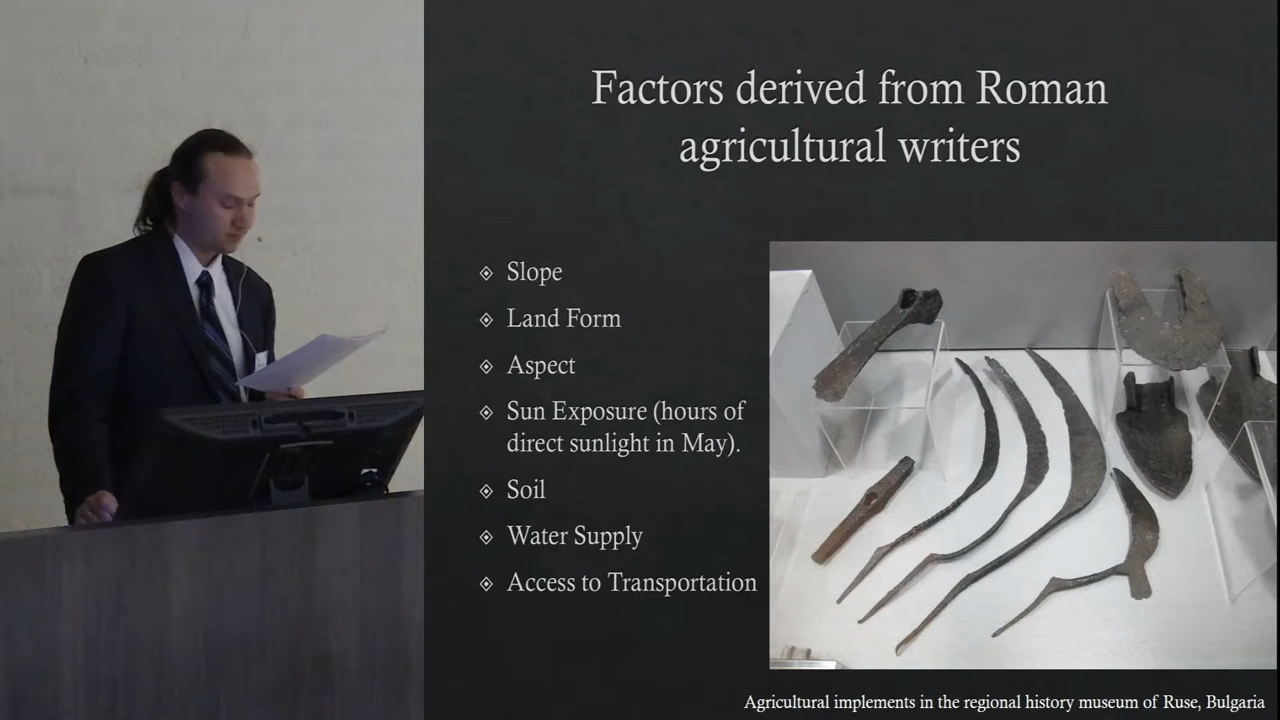 Factors derived from Roman
agricultural writers
Slope
Land Form
Aspect
Sun Exposure (hours of
direct sunlight in May).
Soil
Water Supply
Access to Transportation
Agricultural implements in the regional history museum of Ruse, Bulgaria